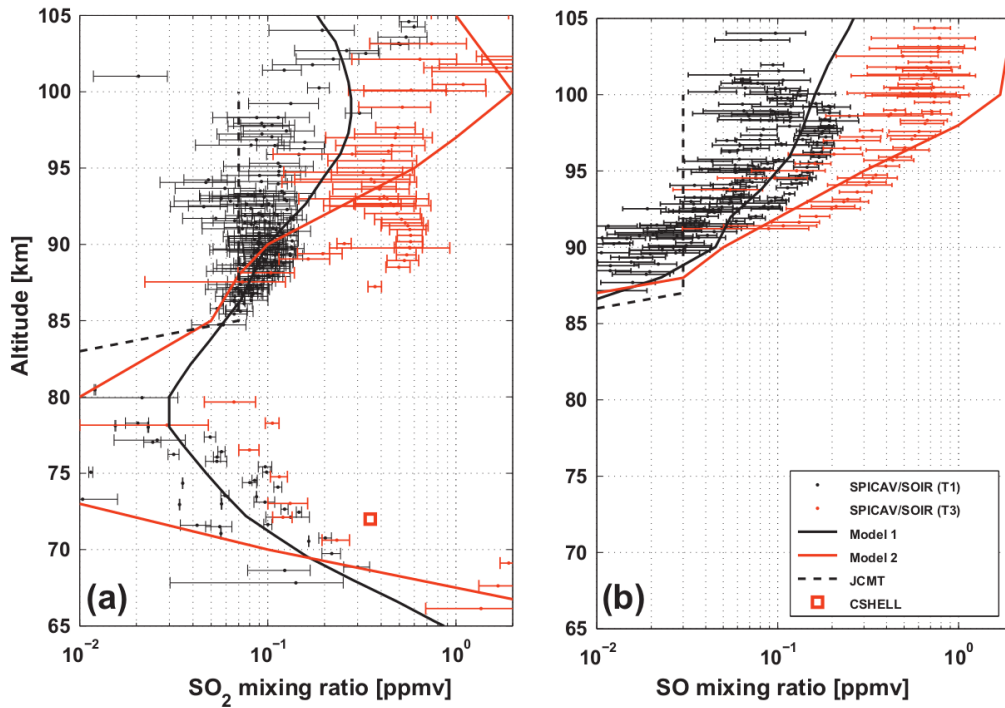 Altitude [km]
105
100
95
90
85
80
75
70
65
(a)
10⁻² 10⁻¹ 10⁰
SO₂ mixing ratio [ppmv]
105
100
95
90
85
80
75
70
65
(b)
SPICAV/SOIR (T1)
SPICAV/SOIR (T3)
Model 1
Model 2
JCMT
CSHELL
10⁻² 10⁻¹ 10⁰
SO mixing ratio [ppmv]